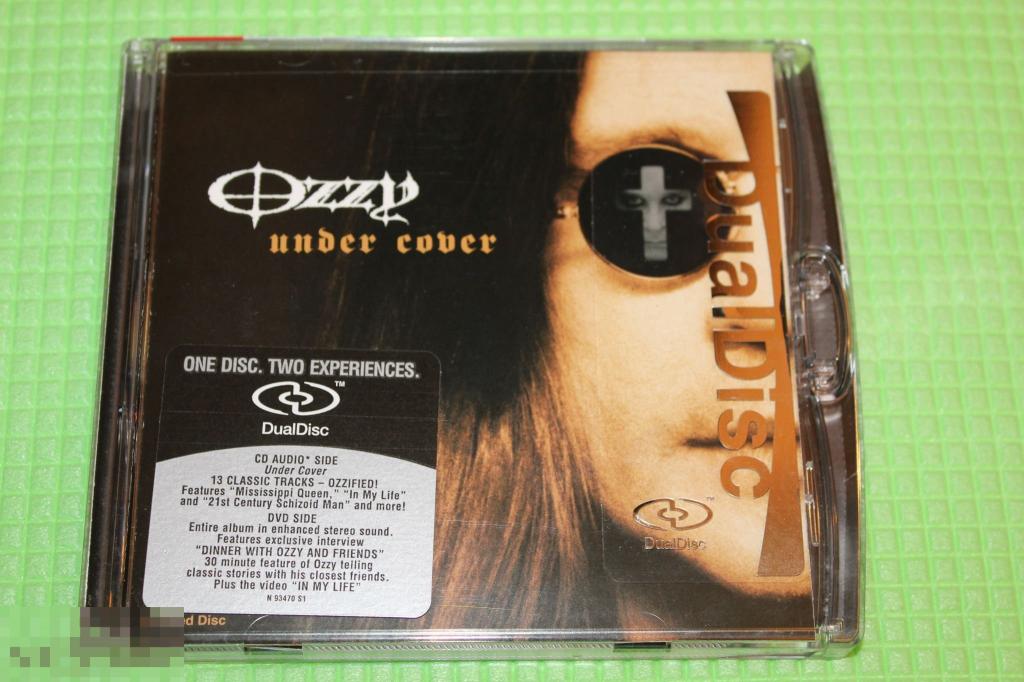 Ozzy
under cover
DualDisc
ONE DISC. TWO EXPERIENCES.
TM
DualDisc
CD AUDIO* SIDE
Under Cover
13 CLASSIC TRACKS – OZZIFIED!
Features "Mississippi Queen," "In My Life"
and "21st Century Schizoid Man" and more!
DVD SIDE
Entire album in enhanced stereo sound.
Features exclusive interview
"DINNER WITH OZZY AND FRIENDS"
30 minute feature of Ozzy telling
classic stories with his closest friends.
Plus the video "IN MY LIFE"
N 93470 S1
TM
DualDisc
Disc